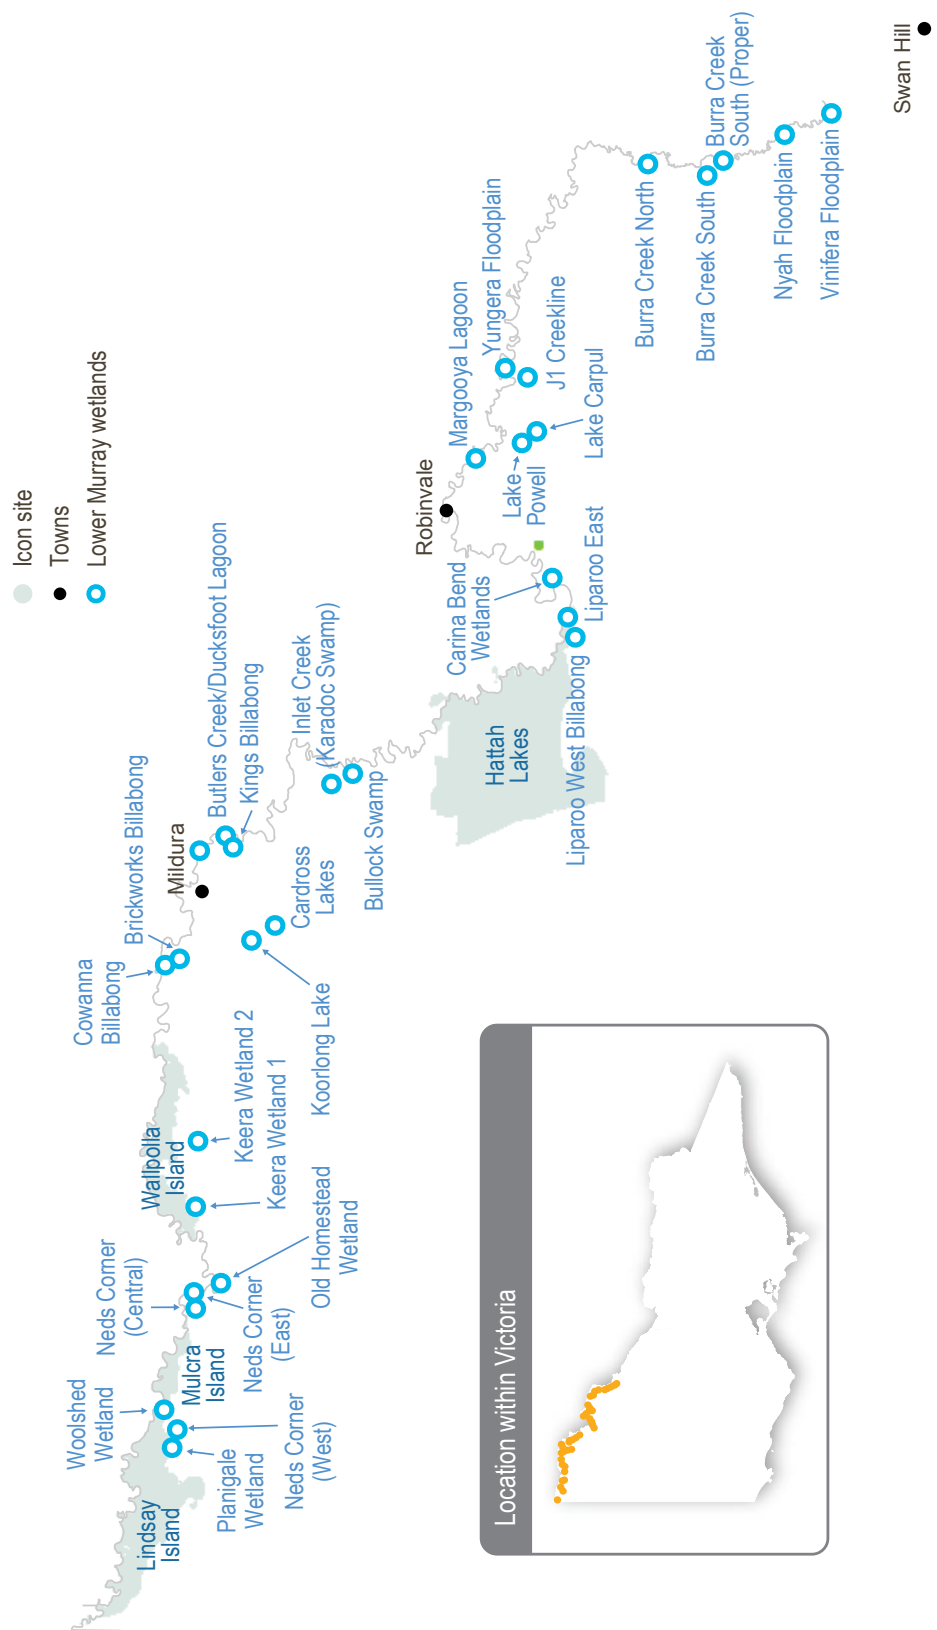 Icon site
Towns
Lower Murray wetlands
Lindsay
Island
Woolshed
Wetland
Planigale
Wetland
Neds Corner
(West)
Mulcra
Island
Neds Corner
(Central)
Neds Corner
(East)
Old Homestead
Wetland
Wallpolla
Island
Keera Wetland 1
Keera Wetland 2
Cowanna
Billabong
Brickworks Billabong
Koorlong Lake
Cardross
Lakes
Mildura
Butlers Creek/Ducksfoot Lagoon
Kings Billabong
Inlet Creek
(Karadoc Swamp)
Bullock Swamp
Hattah
Lakes
Liparoo West Billabong
Liparoo East
Carina Bend
Wetlands
Robinvale
Margooya Lagoon
Lake
Powell
Lake Carpul
Yungera Floodplain
J1 Creekline
Burra Creek North
Burra Creek South
Burra Creek
South (Proper)
Nyah Floodplain
Vinifera Floodplain
Swan Hill
Location within Victoria